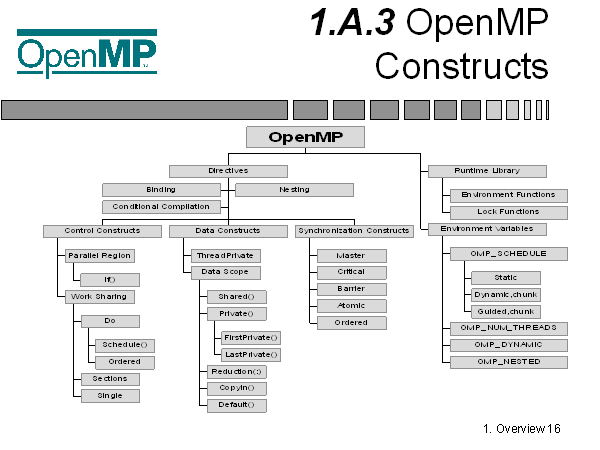 OpenMP™
1.A.3 OpenMP
Constructs
OpenMP
Directives
Runtime Library
Binding
Nesting
Environment Functions
Conditional Compilation
Lock Functions
Control Constructs
Data Constructs
Synchronization Constructs
Environment Variables
Parallel Region
ThreadPrivate
Master
OMP_SCHEDULE
If()
Data Scope
Critical
Static
Work Sharing
Shared()
Barrier
Dynamic,chunk
Do
Private()
Atomic
Guided,chunk
Schedule()
FirstPrivate()
Ordered
OMP_NUM_THREADS
Ordered
LastPrivate()
OMP_DYNAMIC
Sections
Reduction(:)
OMP_NESTED
Single
Copyin()
Default()
1. Overview 16